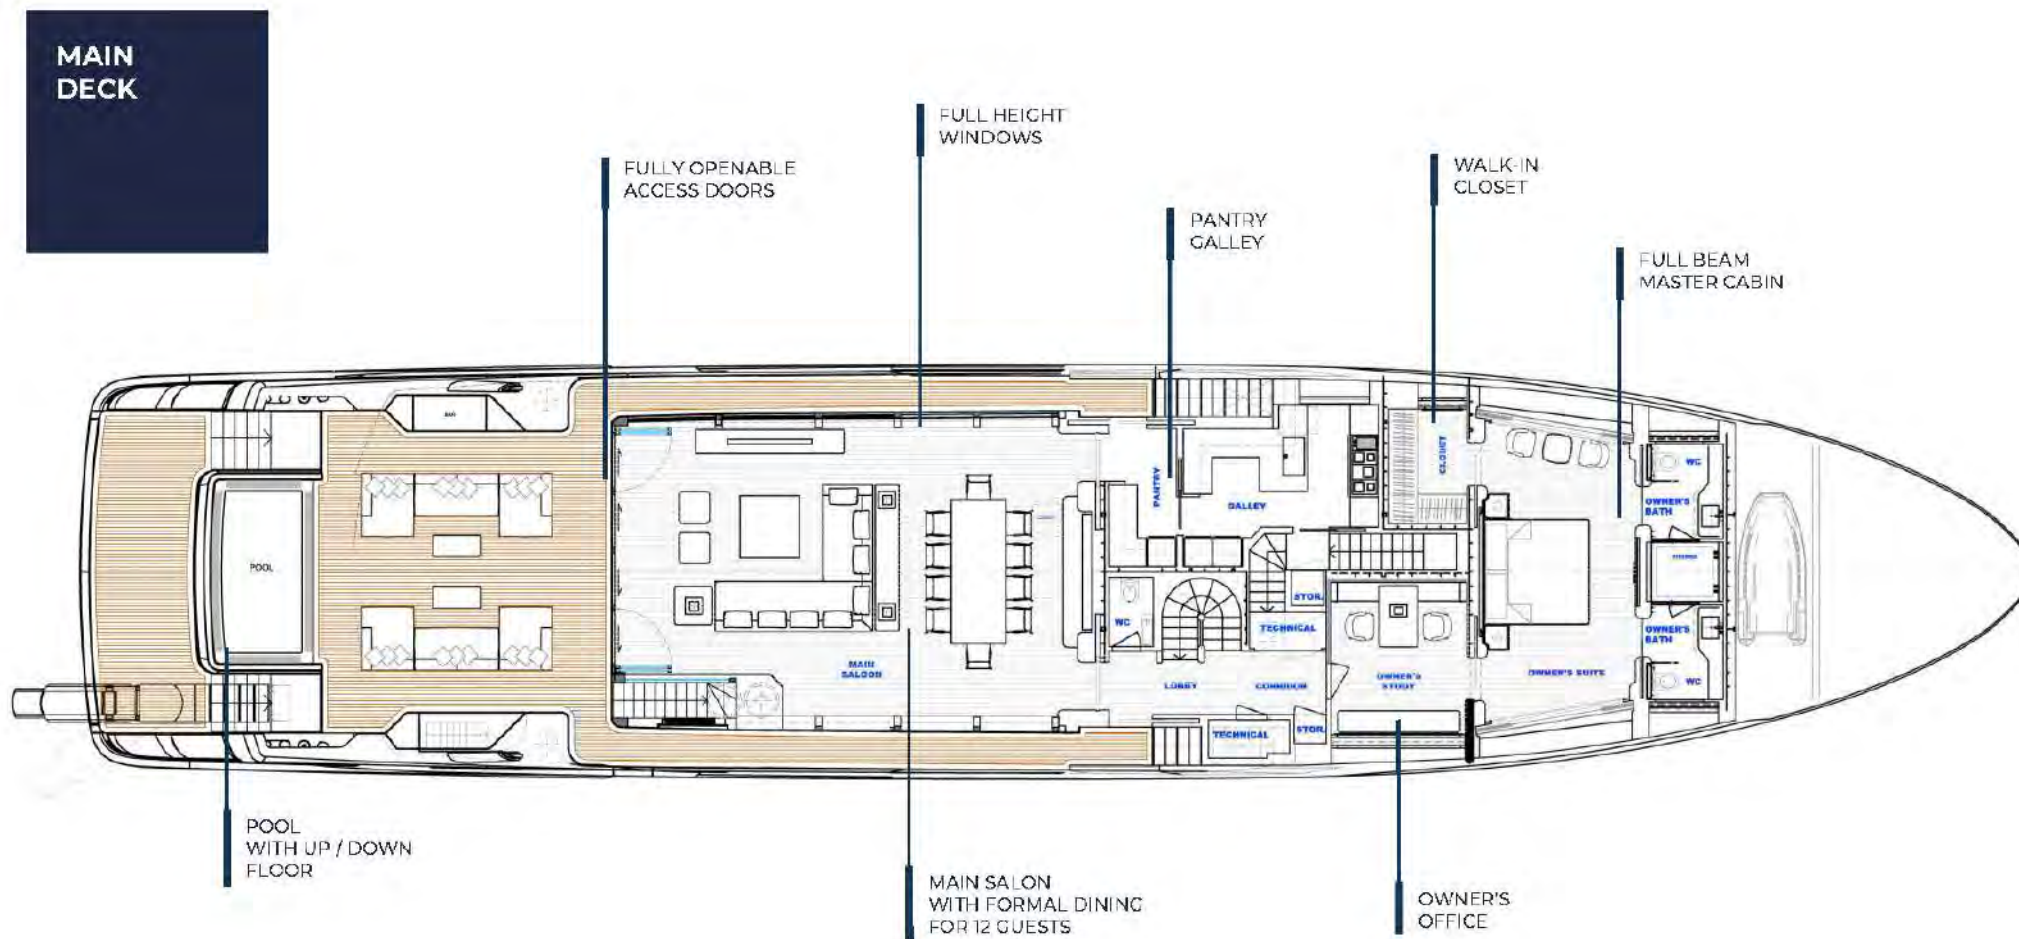 MAIN
DECK
FULL HEIGHT
WINDOWS
FULLY OPENABLE
ACCESS DOORS
WALK-IN
CLOSET
PANTRY
GALLEY
FULL BEAM
MASTER CABIN
BAR
POOL
MAIN
SALOON
PANTRY
GALLEY
CLOSET
WC
OWNER'S
BATH
STOR.
TECHNICAL
WC
OWNER'S
BATH
WC
LOBBY
CORRIDOR
OWNER'S
STUDY
OWNER'S SUITE
TECHNICAL
STOR.
POOL
WITH UP / DOWN
FLOOR
MAIN SALON
WITH FORMAL DINING
FOR 12 GUESTS
OWNER'S
OFFICE